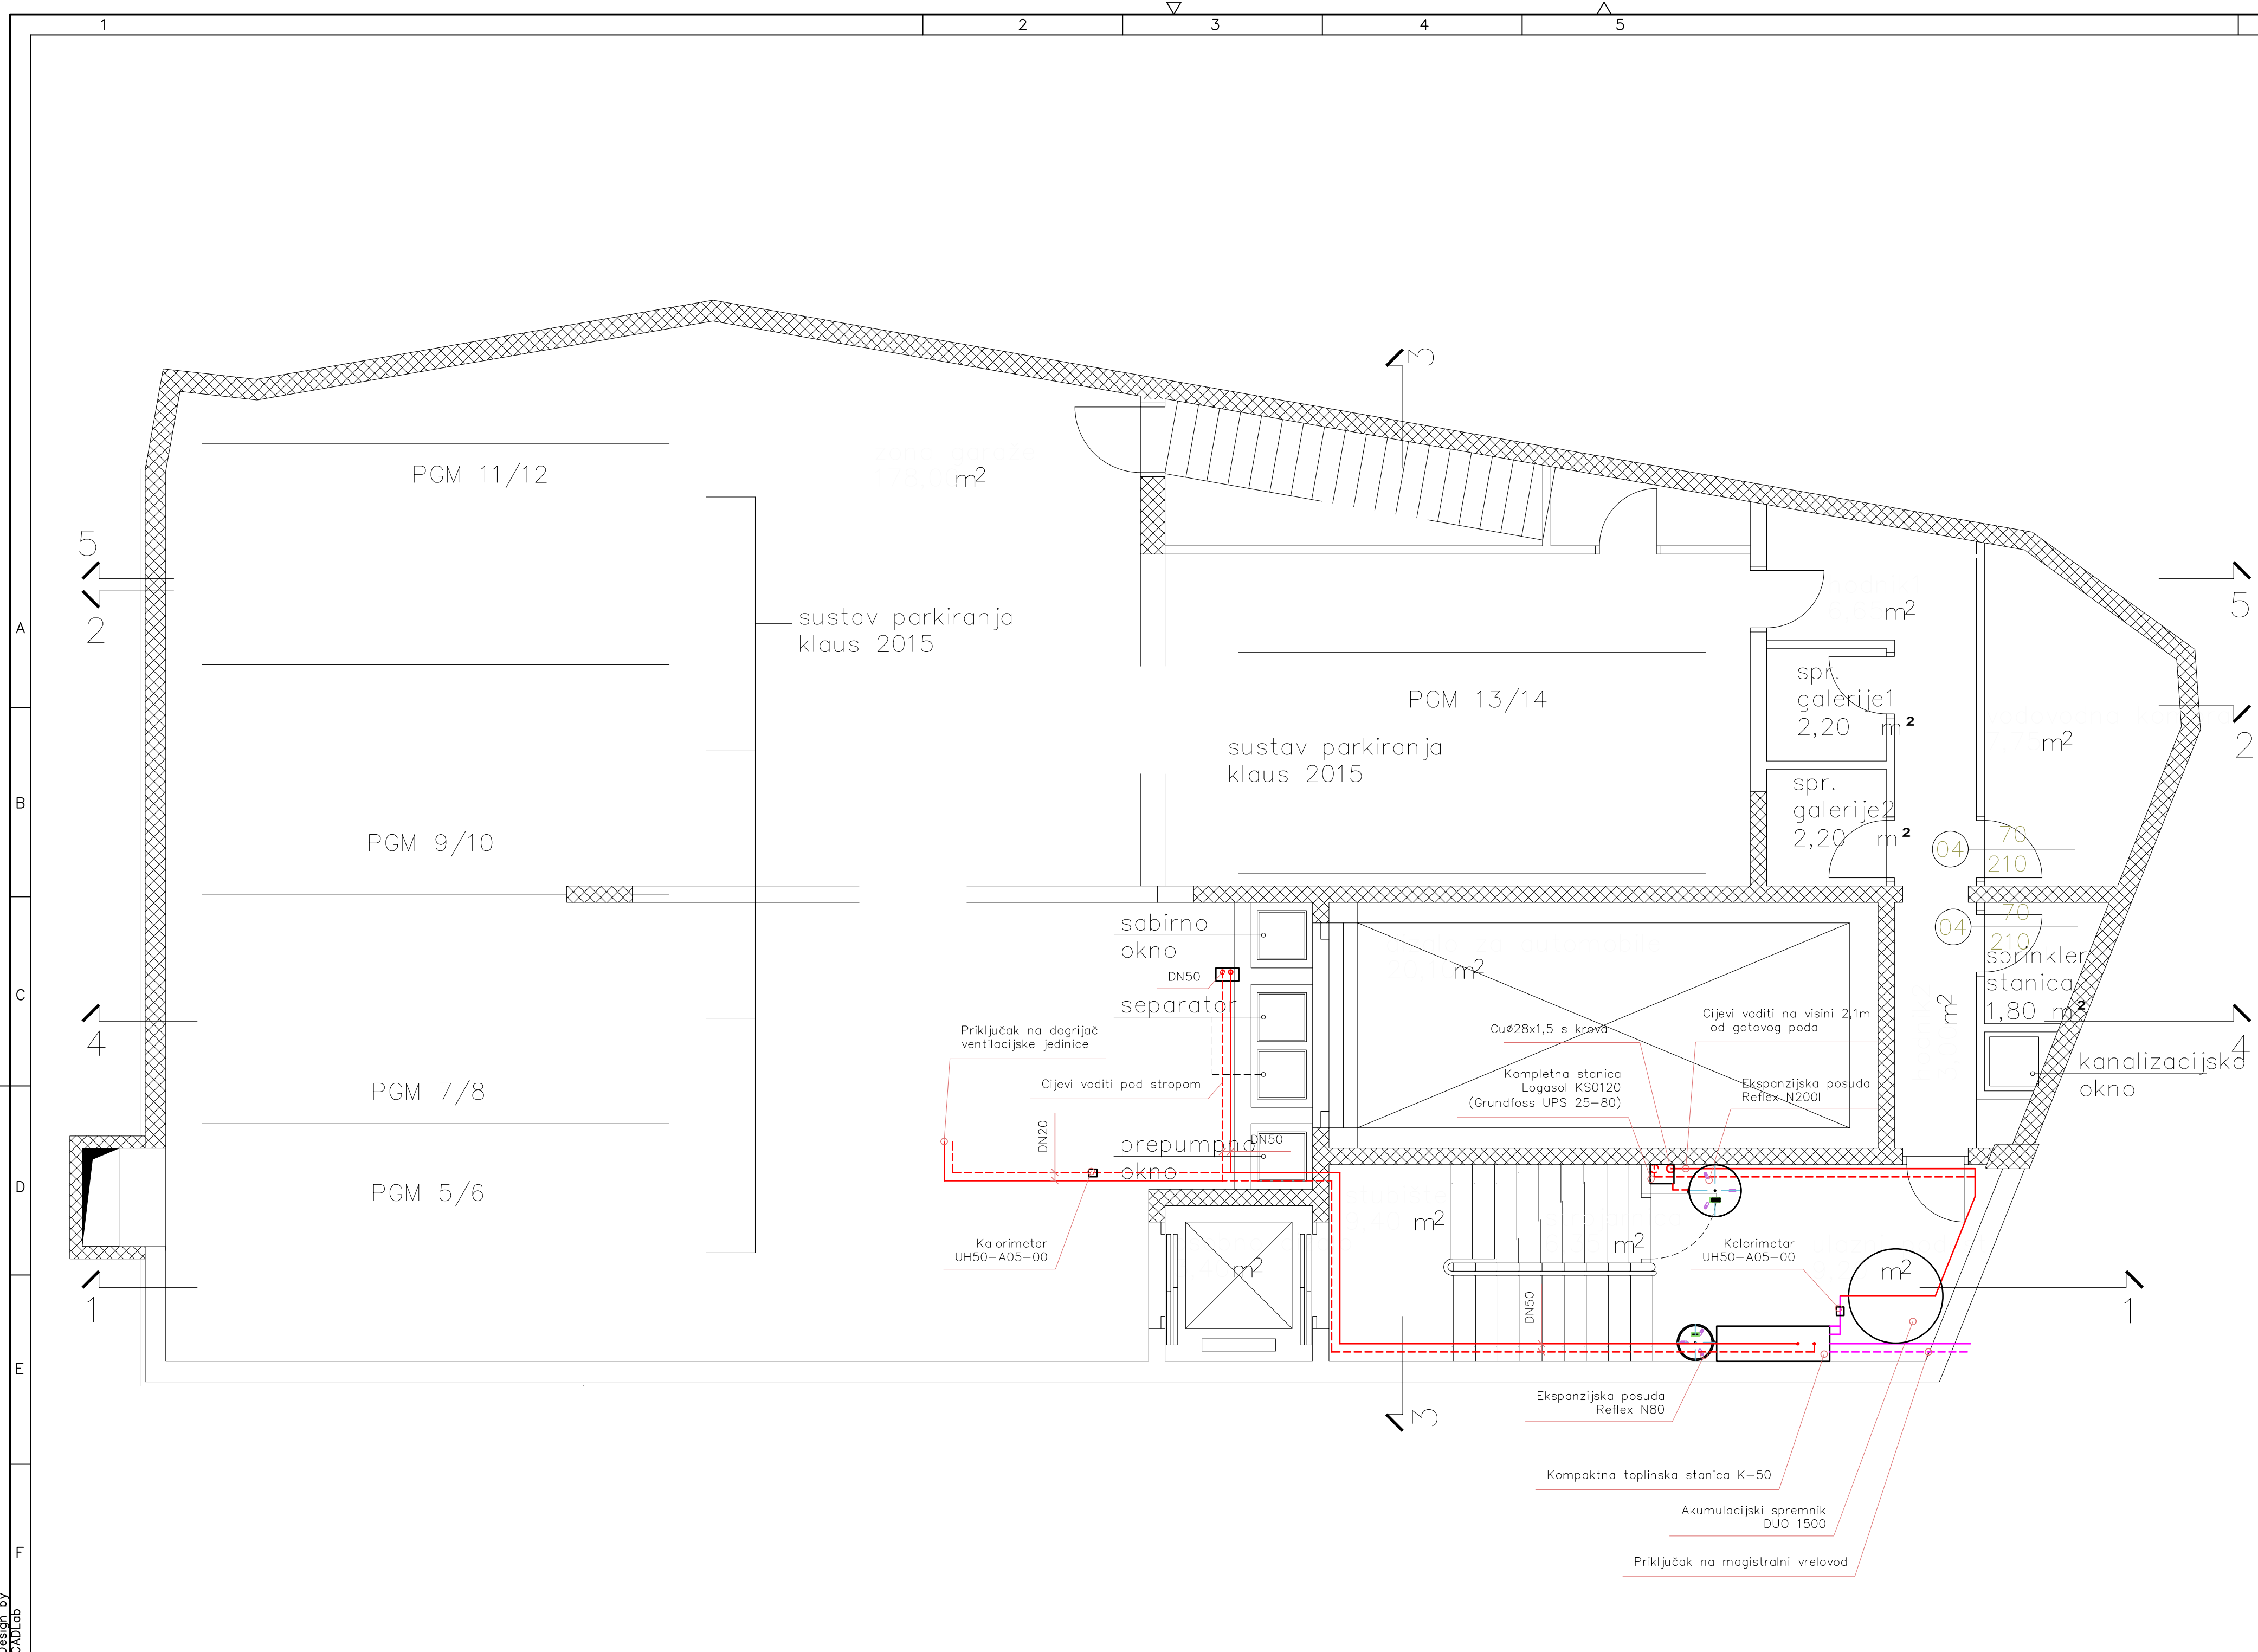 1
2
3
4
5
A
B
C
D
E
F
Design by
CADLab
3
PGM 11/12
m2
5
2
sustav parkiranja
klaus 2015
m2
5
spr.
galerije1
2,20 m2
PGM 13/14
sustav parkiranja
klaus 2015
m2
2
spr.
galerije2
2,20 m2
PGM 9/10
04
70
210
04
70
210
sabirno
okno
DN50
separator
m2
sprinkler
stanica
1,80 m2
m2
4
4
Priključak na dogrijač
ventilacijske jedinice
Cijevi voditi pod stropom
CuØ28x1,5 s krova
Cijevi voditi na visini 2,1m
od gotovog poda
Kompletna stanica
Logasol KS0120
(Grundfoss UPS 25-80)
Ekspanzijska posuda
Reflex N200l
kanalizacijsko
okno
PGM 7/8
DN20
prepumpno
okno
DN50
PGM 5/6
Kalorimetar
UH50-A05-00
m2
m2
m2
Kalorimetar
UH50-A05-00
m2
1
1
DN50
Ekspanzijska posuda
Reflex N80
3
Kompaktna toplinska stanica K-50
Akumulacijski spremnik
DUO 1500
Priključak na magistralni vrelovod